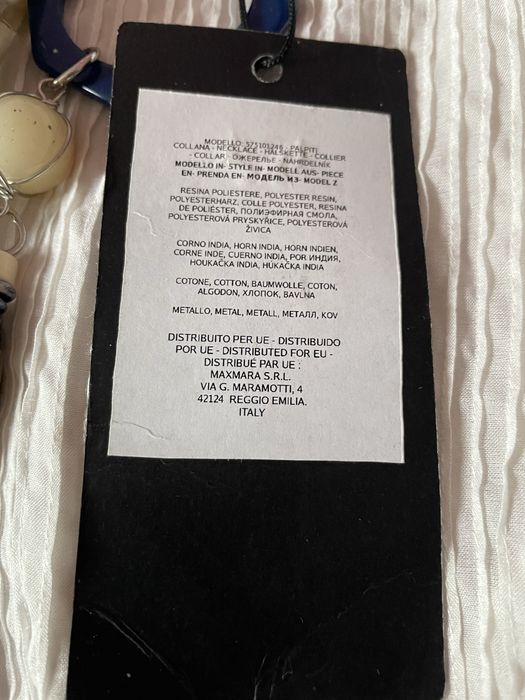 MODELLO: 575101246 - PALPITI
COLLANA - NECKLACE - HALSKETTE - COLLIER
- COLLAR - ОЖЕРЕЛЬЕ - NÁHRDELNÍK
MODELLO IN- STYLE IN- MODELL AUS- PIECE
EN- PRENDA EN- МОДЕЛЬ ИЗ- MODEL Z
RESINA POLIESTERE, POLYESTER RESIN,
POLYESTERHARZ, COLLE POLYESTER, RESINA
DE POLIÉSTER, ПОЛИЭФИРНАЯ СМОЛА,
POLYESTEROVÁ PRYSKYŘICE, POLYESTEROVÁ
ŽIVICA
CORNO INDIA, HORN INDIA, HORN INDIEN,
CORNE INDE, CUERNO INDIA, РОГ ИНДИЯ,
HOUKAČKA INDIA, HÚKAČKA INDIA
COTONE, COTTON, BAUMWOLLE, COTON,
ALGODON, ХЛОПОК, BAVLNA
METALLO, METAL, METALL, МЕТАЛЛ, KOV
DISTRIBUITO PER UE - DISTRIBUIDO
POR UE - DISTRIBUTED FOR EU -
DISTRIBUÉ PAR UE :
MAXMARA S.R.L.
VIA G. MARAMOTTI, 4
42124 REGGIO EMILIA.
ITALY